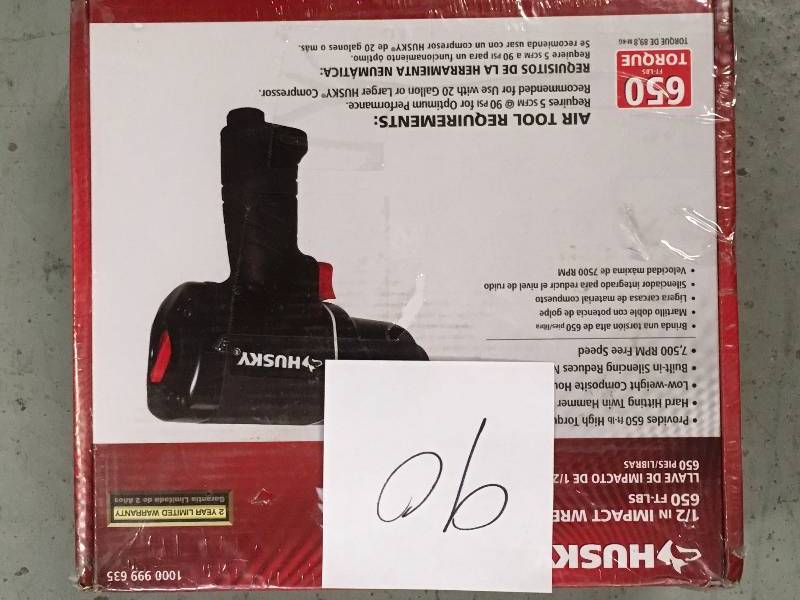 HUSKY
1000 999 635
1/2 IN IMPACT
650 FT-LBS
LLAVE DE IMPACTO DE 1/2
650 PIES/LIBRAS
2 YEAR LIMITED WARRANTY
Garantía Limitada de 2 Años
90
• Provides 650 ft-lb High
• Hard Hitting Twin Hammer
• Low-weight Composite
• Built-in Silencing Reduces
• 7,500 RPM Free Speed
• Brinda una torsión alta de 650 pies/libra
• Martillo doble con potencia de golpe
• Ligera carcasa de material compuesto
• Silenciador integrado para reducir el nivel de ruido
• Velocidad máxima de 7500 RPM
HUSKY®
AIR TOOL REQUIREMENTS:
Requires 5 SCFM @ 90 PSI for Optimum Performance.
Recommended for Use with 20 Gallon or Larger HUSKY® Compressor.
REQUISITOS DE LA HERRAMIENTA NEUMÁTICA:
Requiere 5 SCFM a 90 PSI para un funcionamiento óptimo.
Se recomienda usar con un compresor HUSKY® de 20 galones o más.
650
FT-LBS
TORQUE
TORQUE DE 89,8 M-KG